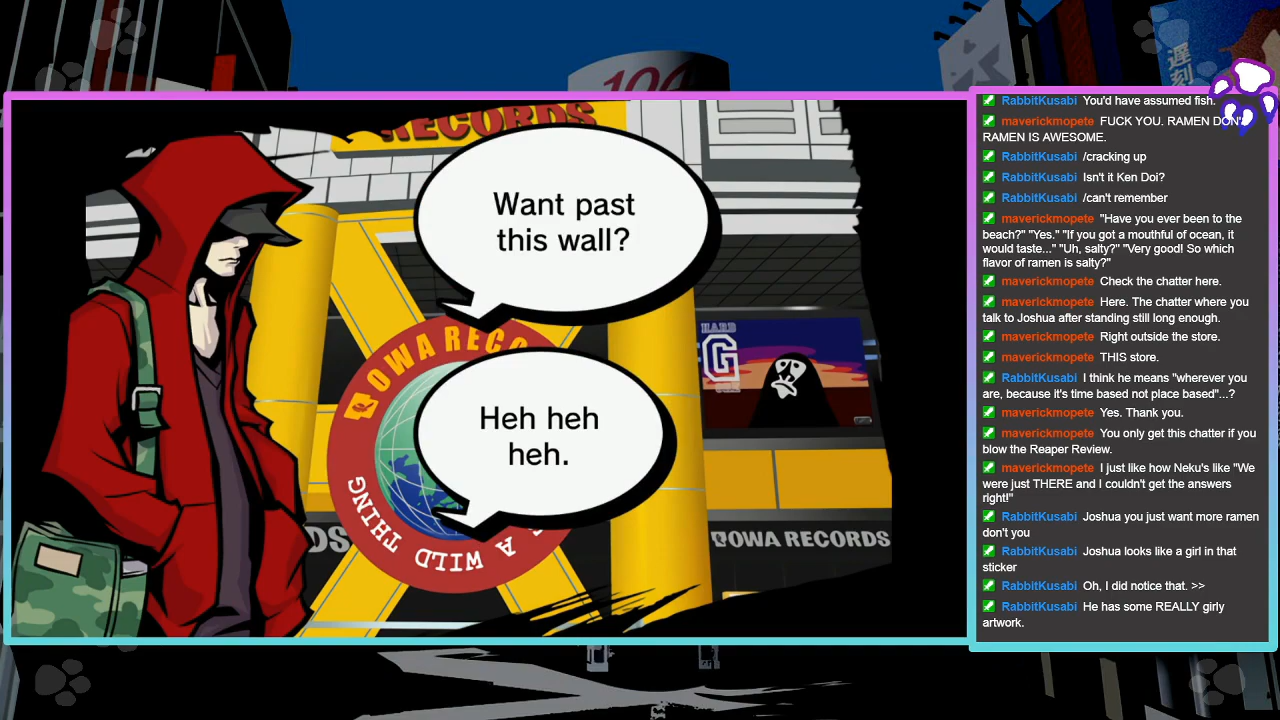 104
遅刻
RECORDS
Want past
this wall?
Heh heh
heh.
OWA RECO
A WILD THING
HARD
G
DS
OWA RECORDS
RabbitKusabi You'd have assumed fish.
maverickmopete FUCK YOU. RAMEN DON'
RAMEN IS AWESOME.
RabbitKusabi /cracking up
RabbitKusabi Isn't it Ken Doi?
RabbitKusabi /can't remember
maverickmopete "Have you ever been to the
beach?" "Yes." "If you got a mouthful of ocean, it
would taste..." "Uh, salty?" "Very good! So which
flavor of ramen is salty?"
maverickmopete Check the chatter here.
maverickmopete Here. The chatter where you
talk to Joshua after standing still long enough.
maverickmopete Right outside the store.
maverickmopete THIS store.
RabbitKusabi I think he means "wherever you
are, because it's time based not place based"...?
maverickmopete Yes. Thank you.
maverickmopete You only get this chatter if you
blow the Reaper Review.
maverickmopete I just like how Neku's like "We
were just THERE and I couldn't get the answers
right!"
RabbitKusabi Joshua you just want more ramen
don't you
RabbitKusabi Joshua looks like a girl in that
sticker
RabbitKusabi Oh, I did notice that. >>
RabbitKusabi He has some REALLY girly
artwork.